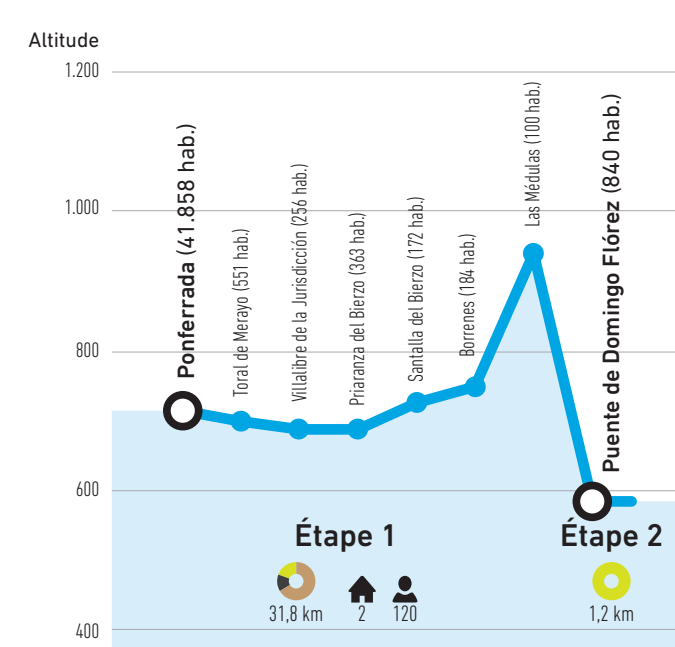 Altitude
1.200
1.000
800
600
400
Ponferrada (41.858 hab.)
Toral de Merayo (551 hab.)
Villalibre de la Jurisdicción (256 hab.)
Priaranza del Bierzo (363 hab.)
Santalla del Bierzo (172 hab.)
Borrenes (184 hab.)
Las Médulas (100 hab.)
Puente de Domingo Flórez (840 hab.)
Étape 1
31,8 km
2
120
Étape 2
1,2 km